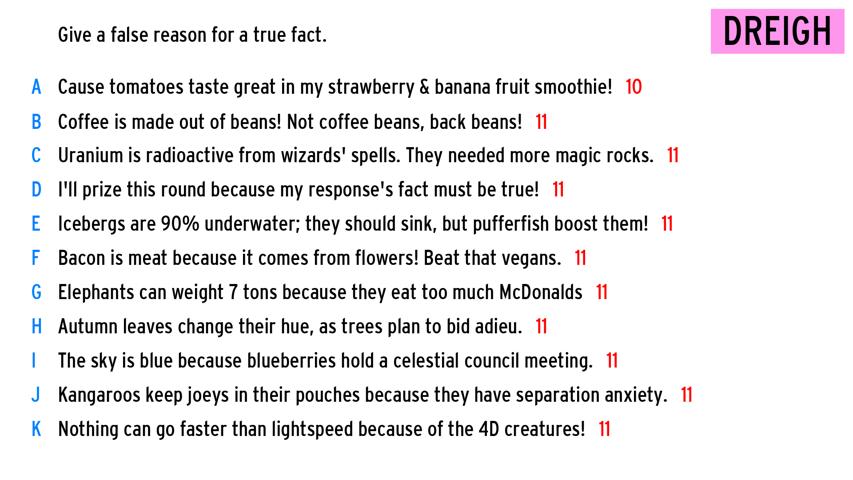 Give a false reason for a true fact.
DREIGH
A Cause tomatoes taste great in my strawberry & banana fruit smoothie! 10
B Coffee is made out of beans! Not coffee beans, back beans! 11
C Uranium is radioactive from wizards' spells. They needed more magic rocks. 11
D I'll prize this round because my response's fact must be true! 11
E Icebergs are 90% underwater; they should sink, but pufferfish boost them! 11
F Bacon is meat because it comes from flowers! Beat that vegans. 11
G Elephants can weight 7 tons because they eat too much McDonalds 11
H Autumn leaves change their hue, as trees plan to bid adieu. 11
I The sky is blue because blueberries hold a celestial council meeting. 11
J Kangaroos keep joeys in their pouches because they have separation anxiety. 11
K Nothing can go faster than lightspeed because of the 4D creatures! 11